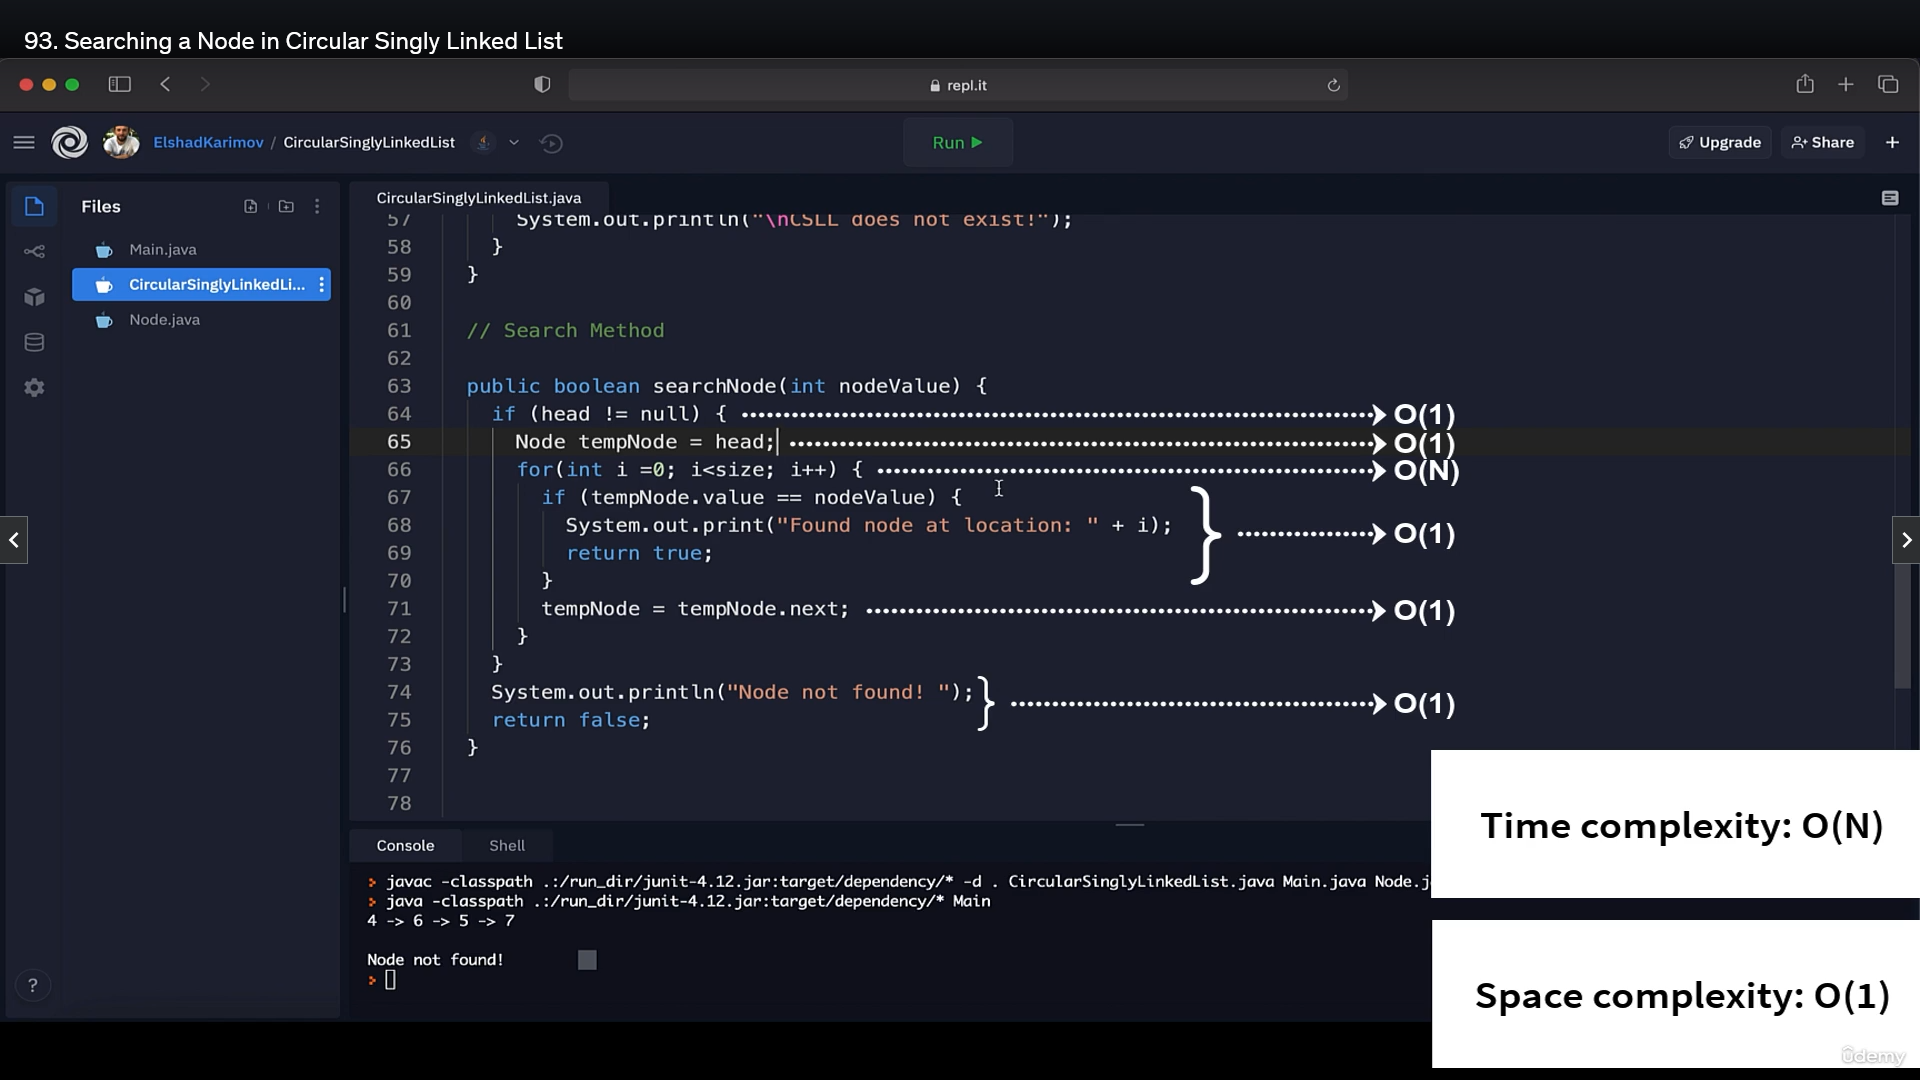 93. Searching a Node in Circular Singly Linked List
repl.it
ElshadKarimov / CircularSinglyLinkedList
Run
Upgrade
Share
Files
Main.java
CircularSinglyLinkedLi...
Node.java
CircularSinglyLinkedList.java
57 System.out.println("\nCSLL does not exist!");
58 }
59 }
60
61 // Search Method
62
63 public boolean searchNode(int nodeValue) {
64 if (head != null) { O(1)
65 Node tempNode = head; O(1)
66 for(int i =0; i<size; i++) { O(N)
67 if (tempNode.value == nodeValue) {
68 System.out.print("Found node at location: " + i); O(1)
69 return true;
70 }
71 tempNode = tempNode.next; O(1)
72 }
73 }
74 System.out.println("Node not found! "); O(1)
75 return false;
76 }
77
78
Time complexity: O(N)
Space complexity: O(1)
Console
Shell
> javac -classpath .:/run_dir/junit-4.12.jar:target/dependency/* -d . CircularSinglyLinkedList.java Main.java Node.j
> java -classpath .:/run_dir/junit-4.12.jar:target/dependency/* Main
4 -> 6 -> 5 -> 7
Node not found!
>
?
ûdemy